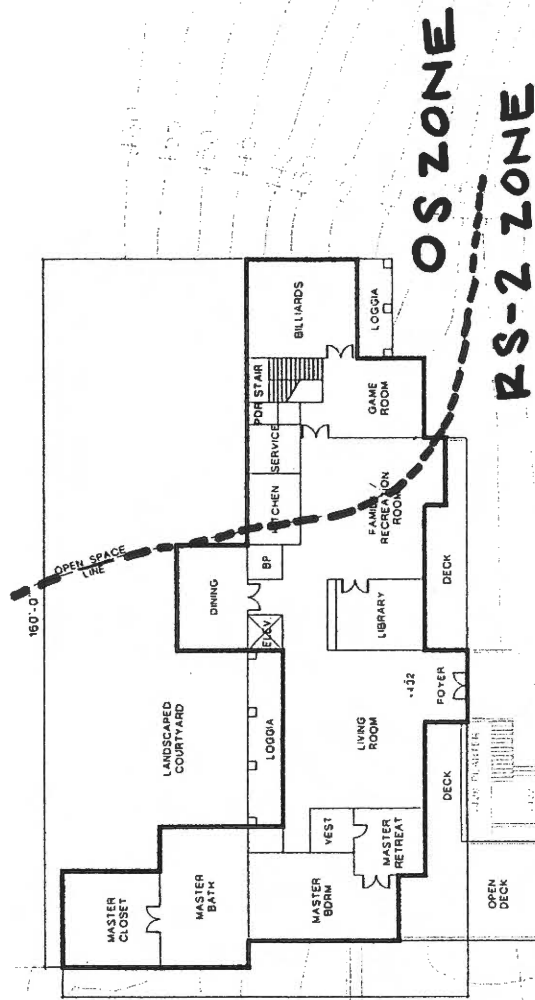 OS ZONE
RS-2 ZONE
BILLIARDS
LOGGIA
PDR
STAIR
GAME
ROOM
SERVICE
KITCHEN
FAMILY /
RECREATION
ROOM
OPEN SPACE
LINE
160'-0"
BP
DINING
ELEV.
LIBRARY
DECK
LANDSCAPED
COURTYARD
LOGGIA
LIVING
ROOM
+432
FOYER
DECK
VEST
MASTER
RETREAT
MASTER
CLOSET
MASTER
BATH
MASTER
BDRM
OPEN
DECK